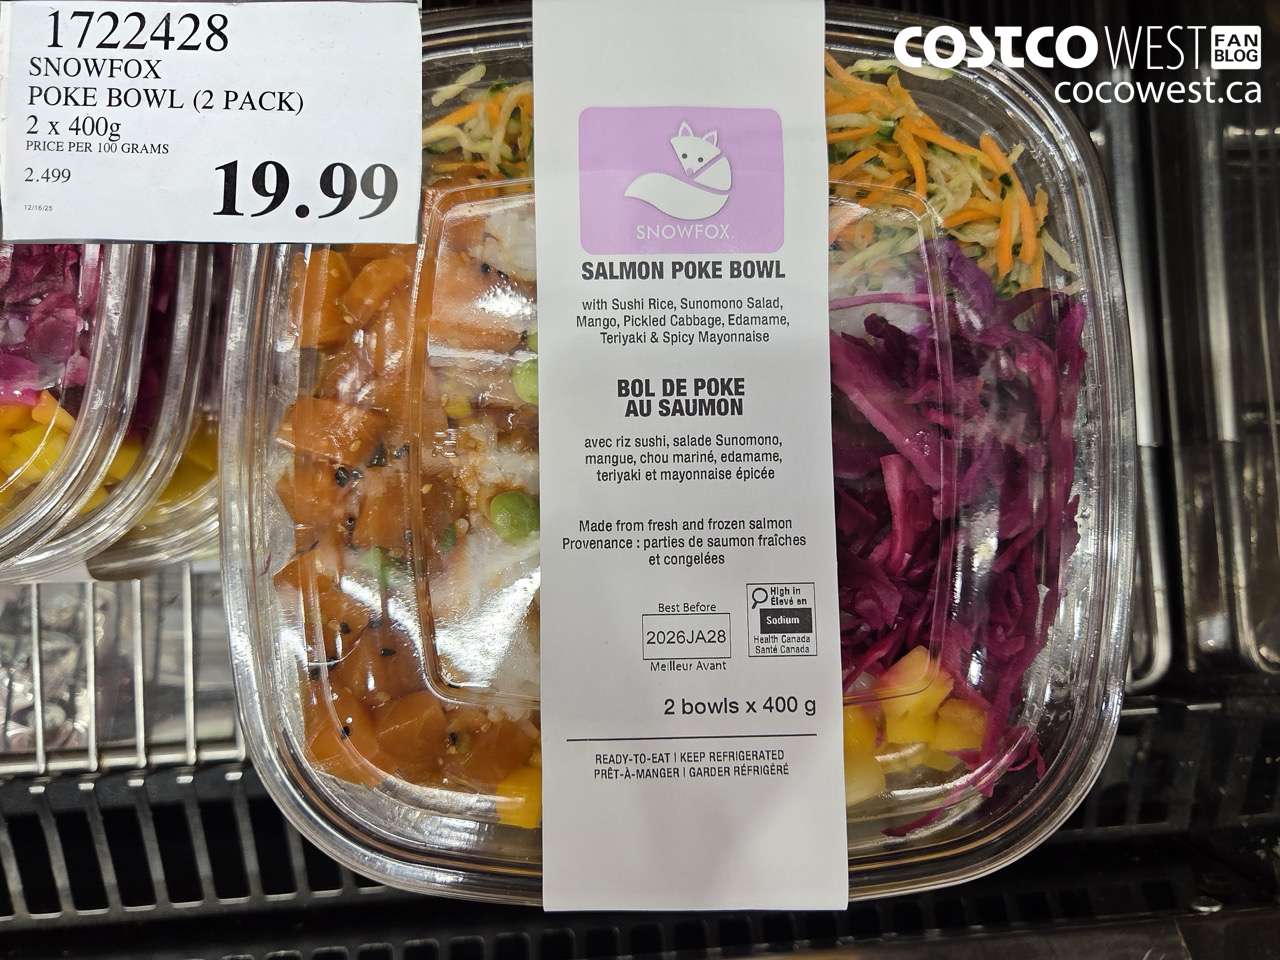 1722428
SNOWFOX
POKE BOWL (2 PACK)
2 x 400g
PRICE PER 100 GRAMS
2.499
19.99
12/16/25
COSTCO WEST FAN BLOG
cocowest.ca
SNOWFOX.
SALMON POKE BOWL
with Sushi Rice, Sunomono Salad,
Mango, Pickled Cabbage, Edamame,
Teriyaki & Spicy Mayonnaise
BOL DE POKE
AU SAUMON
avec riz sushi, salade Sunomono,
mangue, chou mariné, edamame,
teriyaki et mayonnaise épicée
Made from fresh and frozen salmon
Provenance : parties de saumon fraîches
et congelées
Best Before
2026JA28
Meilleur Avant
High in
Élevé en
Sodium
Health Canada
Santé Canada
2 bowls x 400 g
READY-TO-EAT | KEEP REFRIGERATED
PRÊT-À-MANGER | GARDER RÉFRIGÉRÉ